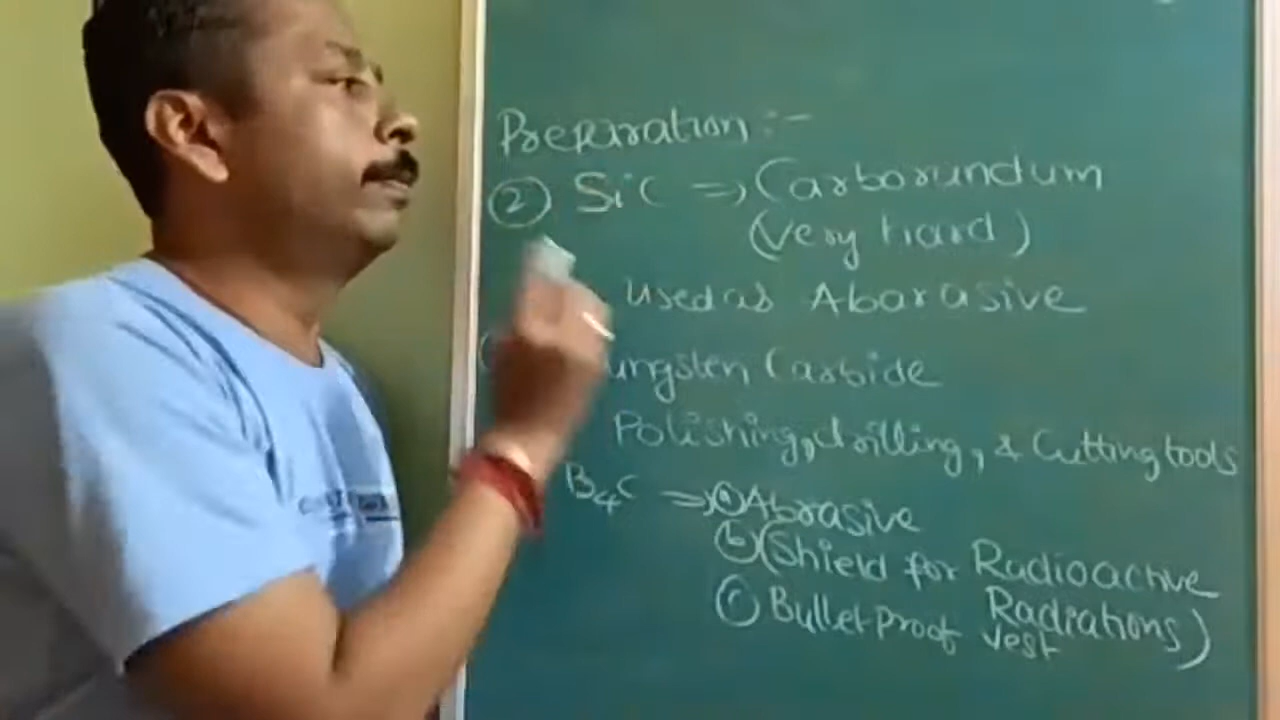 Preparation :-
② SiC ⇒ Carborundum
(Very hard)
Used as Abarasive
ungsten Carbide
Polishing, drilling, & Cutting tools
B₄C ⇒ ⓐ Abrasive
ⓑ (Shield for Radioactive
Radiations)
ⓒ Bullet Proof vest